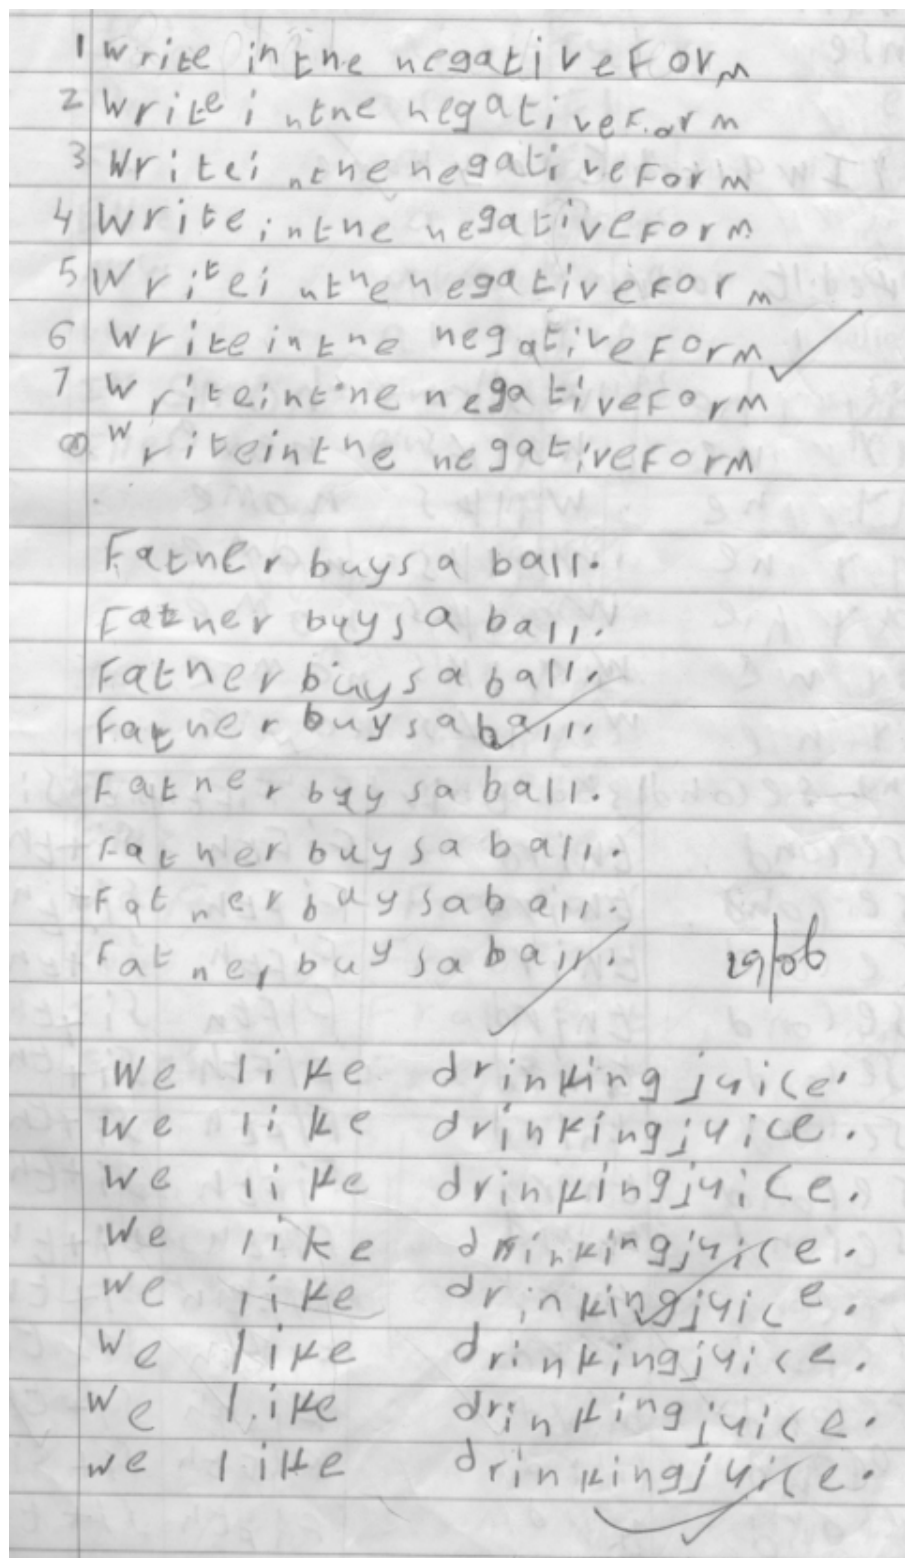 1 Write in the negative Form
2 Write in the negative Form
3 Write in the negative Form
4 Write in the negative Form
5 Write in the negative Form
6 Write in the negative Form
7 Write in the negative Form
8 Write in the negative Form
Father buys a ball.
Father buys a ball.
Father buys a ball.
Father buys a ball.
Father buys a ball.
Father buys a ball.
Father buys a ball.
Father buys a ball.
29/06
We like drinking juice.
we like drinking juice.
we like drinking juice.
We like drinking juice.
we like drinking juice.
We like drinking juice.
We like drinking juice.
we like drinking juice.